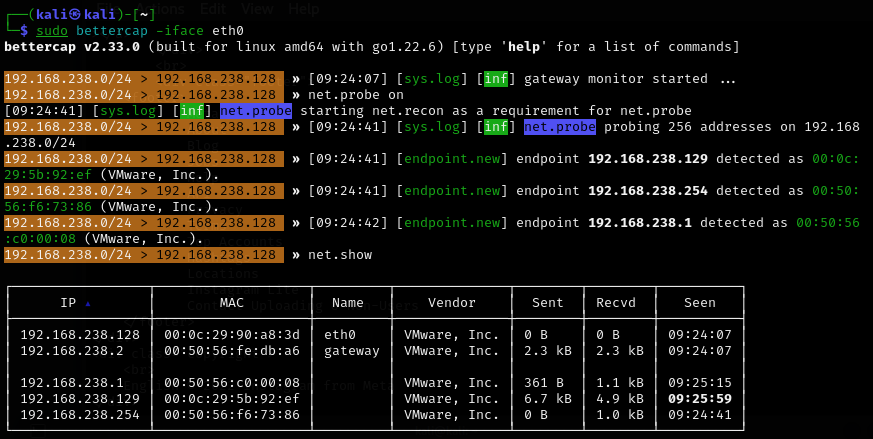 ┌──(kali㉿kali)-[~]
└─$ sudo bettercap -iface eth0
bettercap v2.33.0 (built for linux amd64 with go1.22.6) [type 'help' for a list of commands]
192.168.238.0/24 > 192.168.238.128 » [09:24:07] [sys.log] [inf] gateway monitor started ...
192.168.238.0/24 > 192.168.238.128 » net.probe on
[09:24:41] [sys.log] [inf] net.probe starting net.recon as a requirement for net.probe
192.168.238.0/24 > 192.168.238.128 » [09:24:41] [sys.log] [inf] net.probe probing 256 addresses on 192.168
.238.0/24
192.168.238.0/24 > 192.168.238.128 » [09:24:41] [endpoint.new] endpoint 192.168.238.129 detected as 00:0c:
29:5b:92:ef (VMware, Inc.).
192.168.238.0/24 > 192.168.238.128 » [09:24:41] [endpoint.new] endpoint 192.168.238.254 detected as 00:50:
56:f6:73:86 (VMware, Inc.).
192.168.238.0/24 > 192.168.238.128 » [09:24:42] [endpoint.new] endpoint 192.168.238.1 detected as 00:50:56
:c0:00:08 (VMware, Inc.).
192.168.238.0/24 > 192.168.238.128 » net.show
IP ▴ MAC Name Vendor Sent Recvd Seen
192.168.238.128 00:0c:29:90:a8:3d eth0 VMware, Inc. 0 B 0 B 09:24:07
192.168.238.2 00:50:56:fe:db:a6 gateway VMware, Inc. 2.3 kB 2.3 kB 09:24:07
192.168.238.1 00:50:56:c0:00:08 VMware, Inc. 361 B 1.1 kB 09:25:15
192.168.238.129 00:0c:29:5b:92:ef VMware, Inc. 6.7 kB 4.9 kB 09:25:59
192.168.238.254 00:50:56:f6:73:86 VMware, Inc. 0 B 1.0 kB 09:24:41